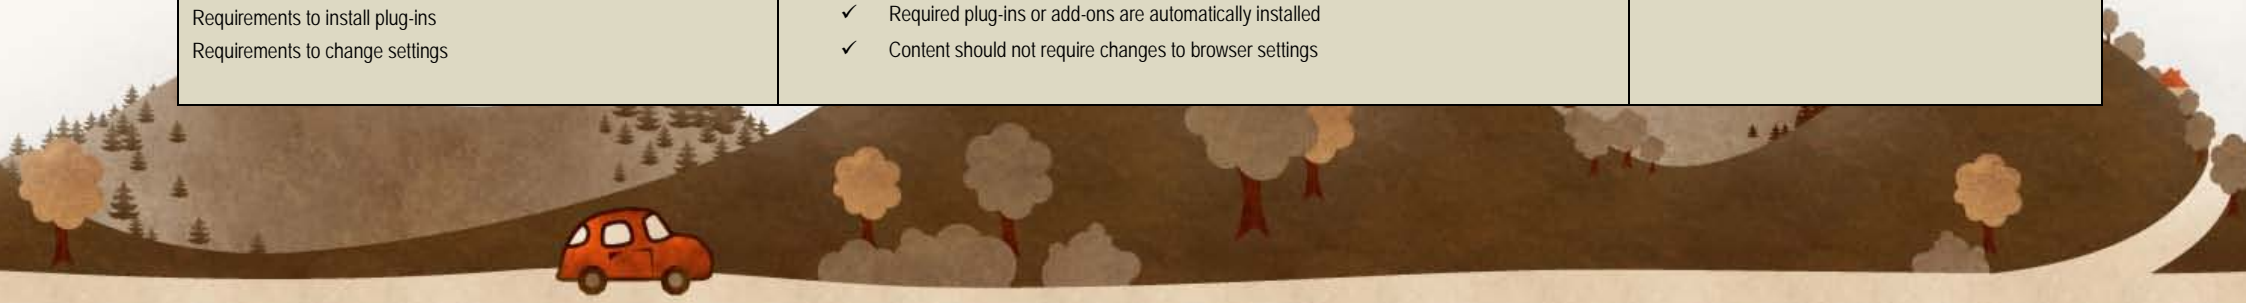 Requirements to install plug-ins
Requirements to change settings
✓ Required plug-ins or add-ons are automatically installed
✓ Content should not require changes to browser settings